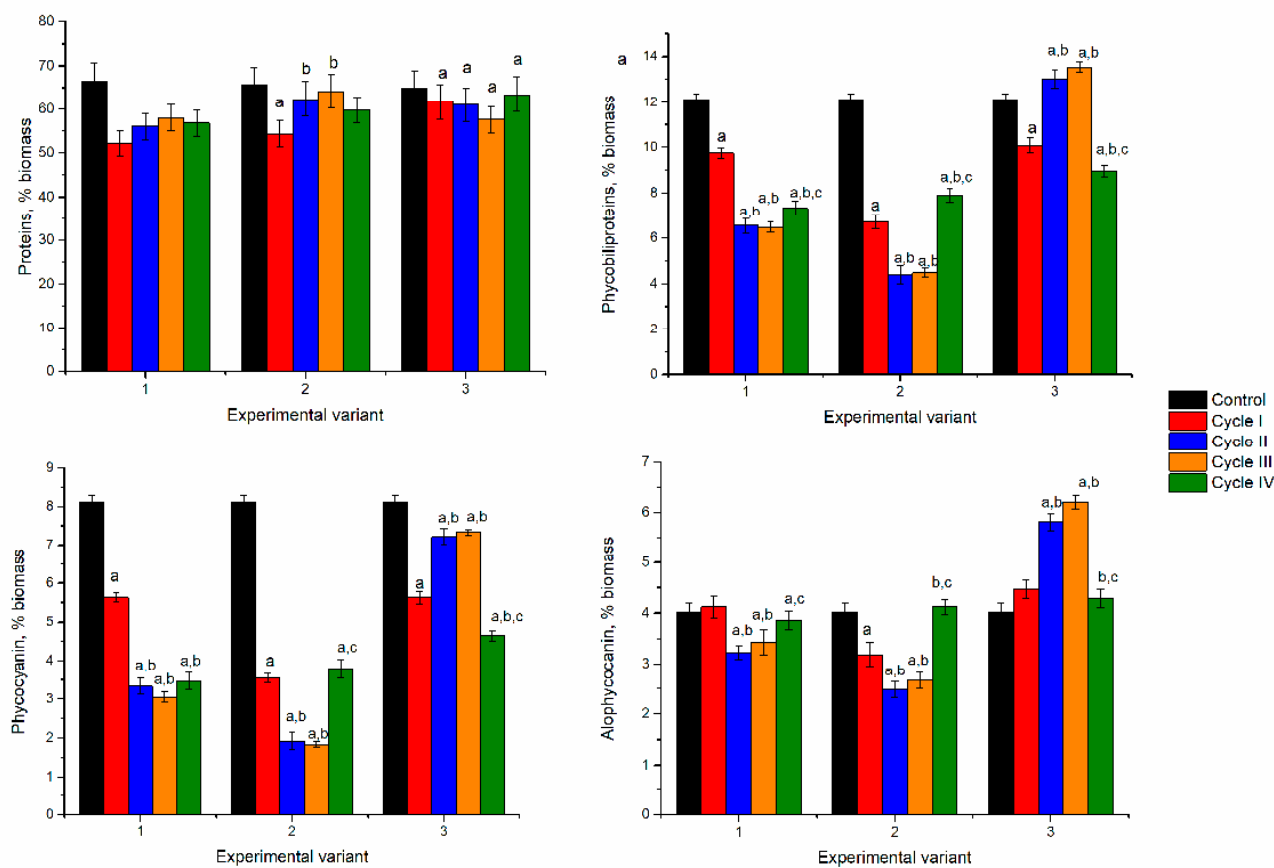 Proteins, % biomass
80
70
60
50
40
30
20
10
0
a
b
b
a
a
a
a
1
2
3
Experimental variant
a
Phycobiliproteins, % biomass
14
12
10
8
6
4
2
0
a
a,b
a,b
a,b,c
a
a,b
a,b
a,b,c
a
a,b
a,b
a,b,c
1
2
3
Experimental variant
Control
Cycle I
Cycle II
Cycle III
Cycle IV
Phycocyanin, % biomass
9
8
7
6
5
4
3
2
1
0
a
a,b
a,b
a,b
a
a,b
a,b
a,c
a
a,b
a,b
a,b,c
1
2
3
Experimental variant
Alophycocanin, % biomass
7
6
5
4
3
2
1
0
a,b
a,b
a,c
a
a,b
a,b
b,c
a,b
a,b
b,c
1
2
3
Experimental variant